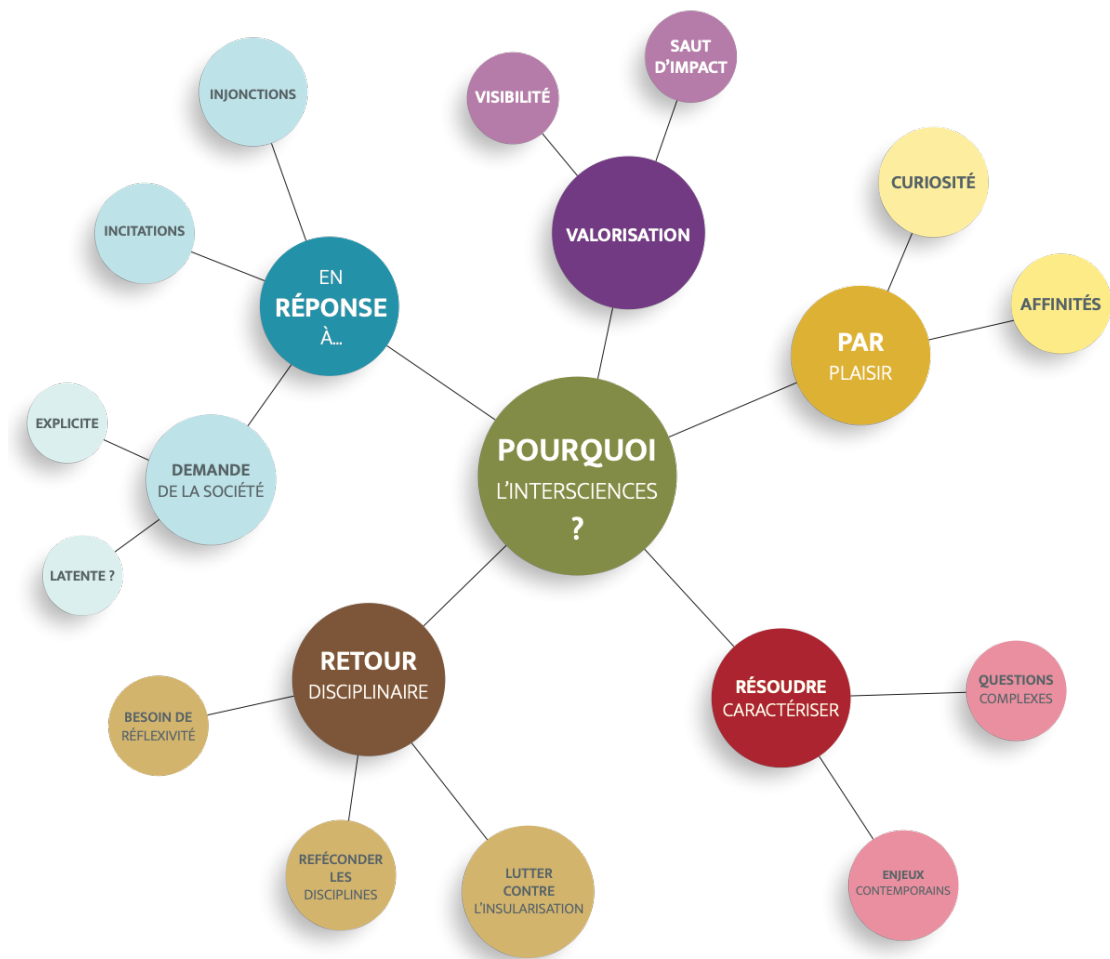 POURQUOI
L'INTERSCIENCES
?
VALORISATION
VISIBILITÉ
SAUT
D'IMPACT
PAR
PLAISIR
CURIOSITÉ
AFFINITÉS
RÉSOUDRE
CARACTÉRISER
QUESTIONS
COMPLEXES
ENJEUX
CONTEMPORAINS
RETOUR
DISCIPLINAIRE
LUTTER
CONTRE
L'INSULARISATION
REFÉCONDER
LES
DISCIPLINES
BESOIN DE
RÉFLEXIVITÉ
EN
RÉPONSE
À...
DEMANDE
DE LA SOCIÉTÉ
LATENTE ?
EXPLICITE
INCITATIONS
INJONCTIONS